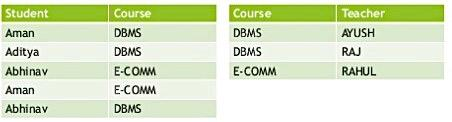 Student Course
Aman DBMS
Aditya DBMS
Abhinav E-COMM
Aman E-COMM
Abhinav DBMS
Course Teacher
DBMS AYUSH
DBMS RAJ
E-COMM RAHUL